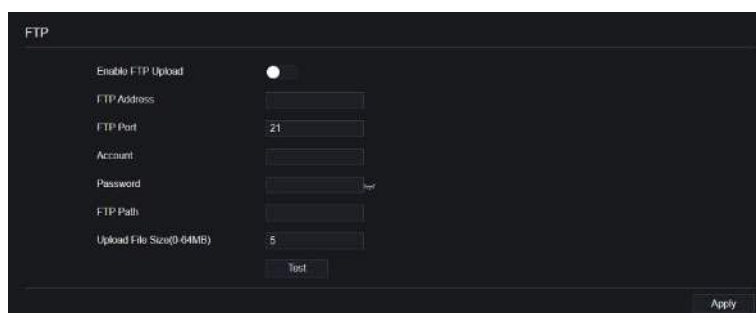 FTP
Enable FTP Upload
FTP Address
FTP Port 21
Account
Password
FTP Path
Upload File Size(0-64MB) 5
Test
Apply